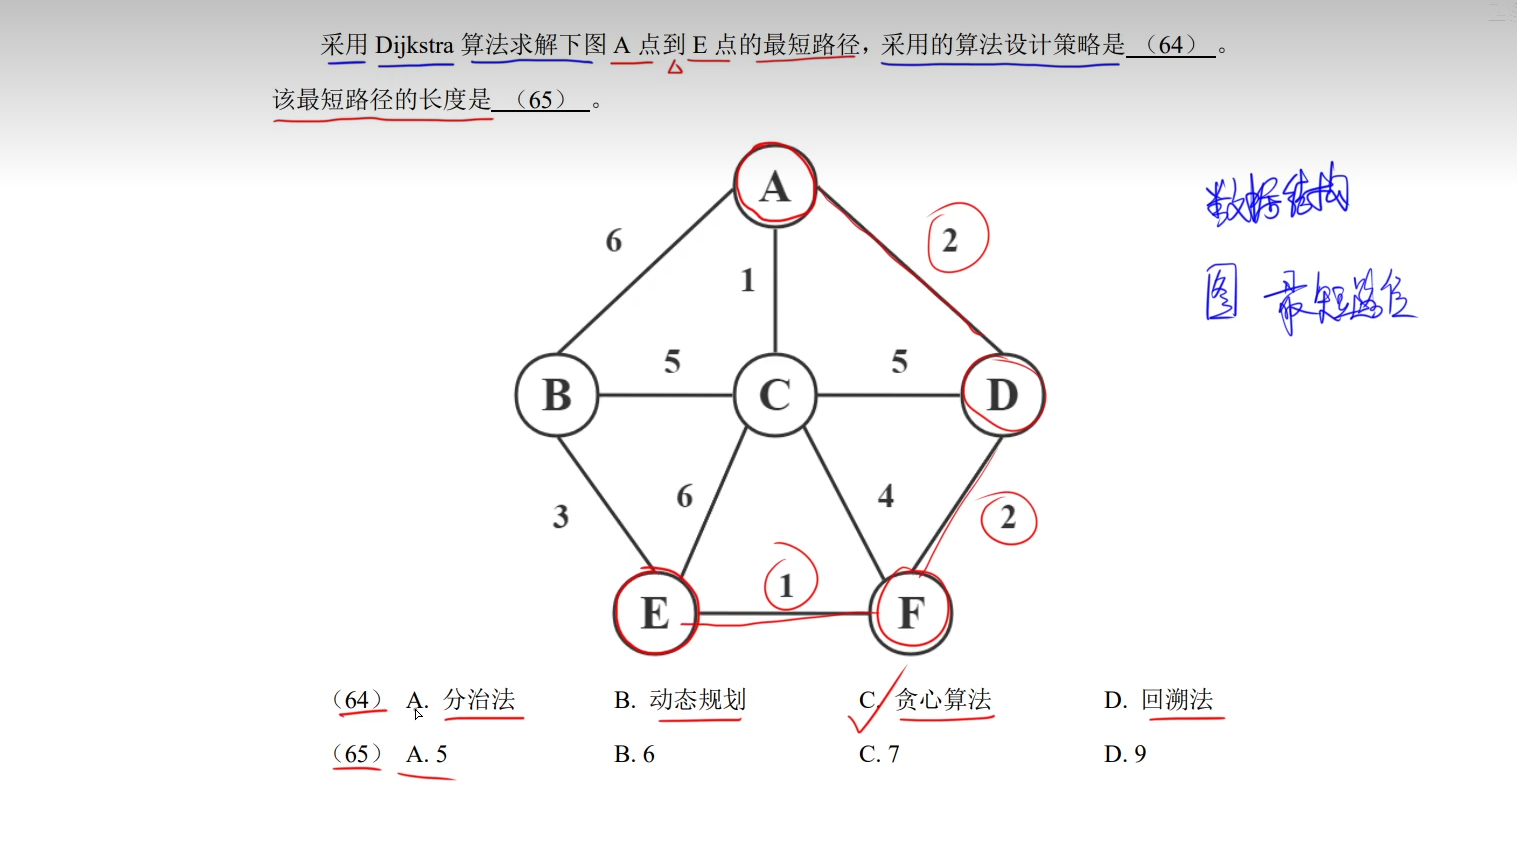 采用 Dijkstra 算法求解下图 A 点到 E 点的最短路径，采用的算法设计策略是 （64） 。
该最短路径的长度是 （65） 。
A
数据结构
6
2
1
图 最短路径
5
5
B
C
D
6
4
3
2
1
E
F
（64） A. 分治法 B. 动态规划 C. 贪心算法 D. 回溯法
（65） A. 5 B. 6 C. 7 D. 9